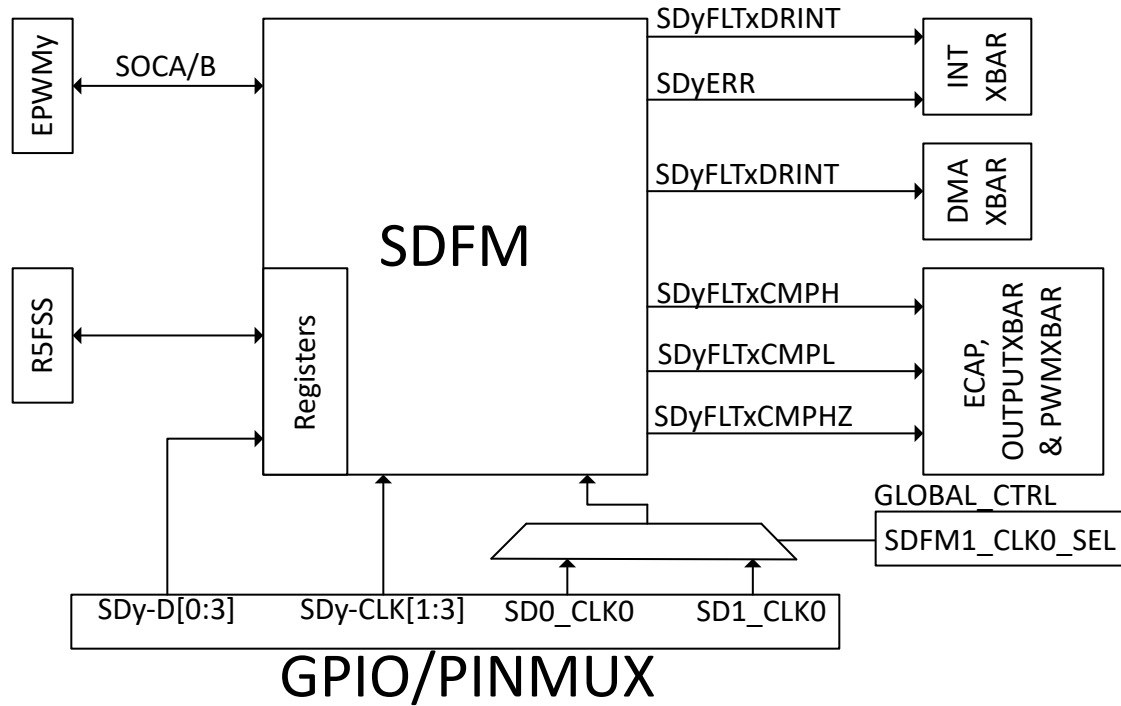 EPWMy
SOCA/B
R5FSS
SDFM
Registers
SDyFLTxDRINT
SDyERR
INT
XBAR
SDyFLTxDRINT
DMA
XBAR
SDyFLTxCMPH
SDyFLTxCMPL
SDyFLTxCMPHZ
ECAP,
OUTPUTXBAR
& PWMXBAR
GLOBAL_CTRL
SDFM1_CLK0_SEL
SDy-D[0:3]
SDy-CLK[1:3]
SD0_CLK0
SD1_CLK0
GPIO/PINMUX